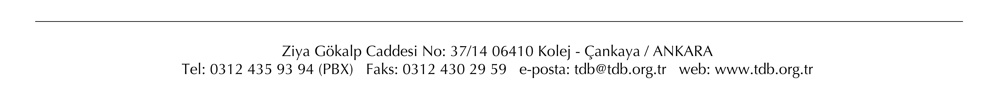 Ziya Gökalp Caddesi No: 37/14 06410 Kolej - Çankaya / ANKARA
Tel: 0312 435 93 94 (PBX) Faks: 0312 430 29 59 e-posta: tdb@tdb.org.tr web: www.tdb.org.tr